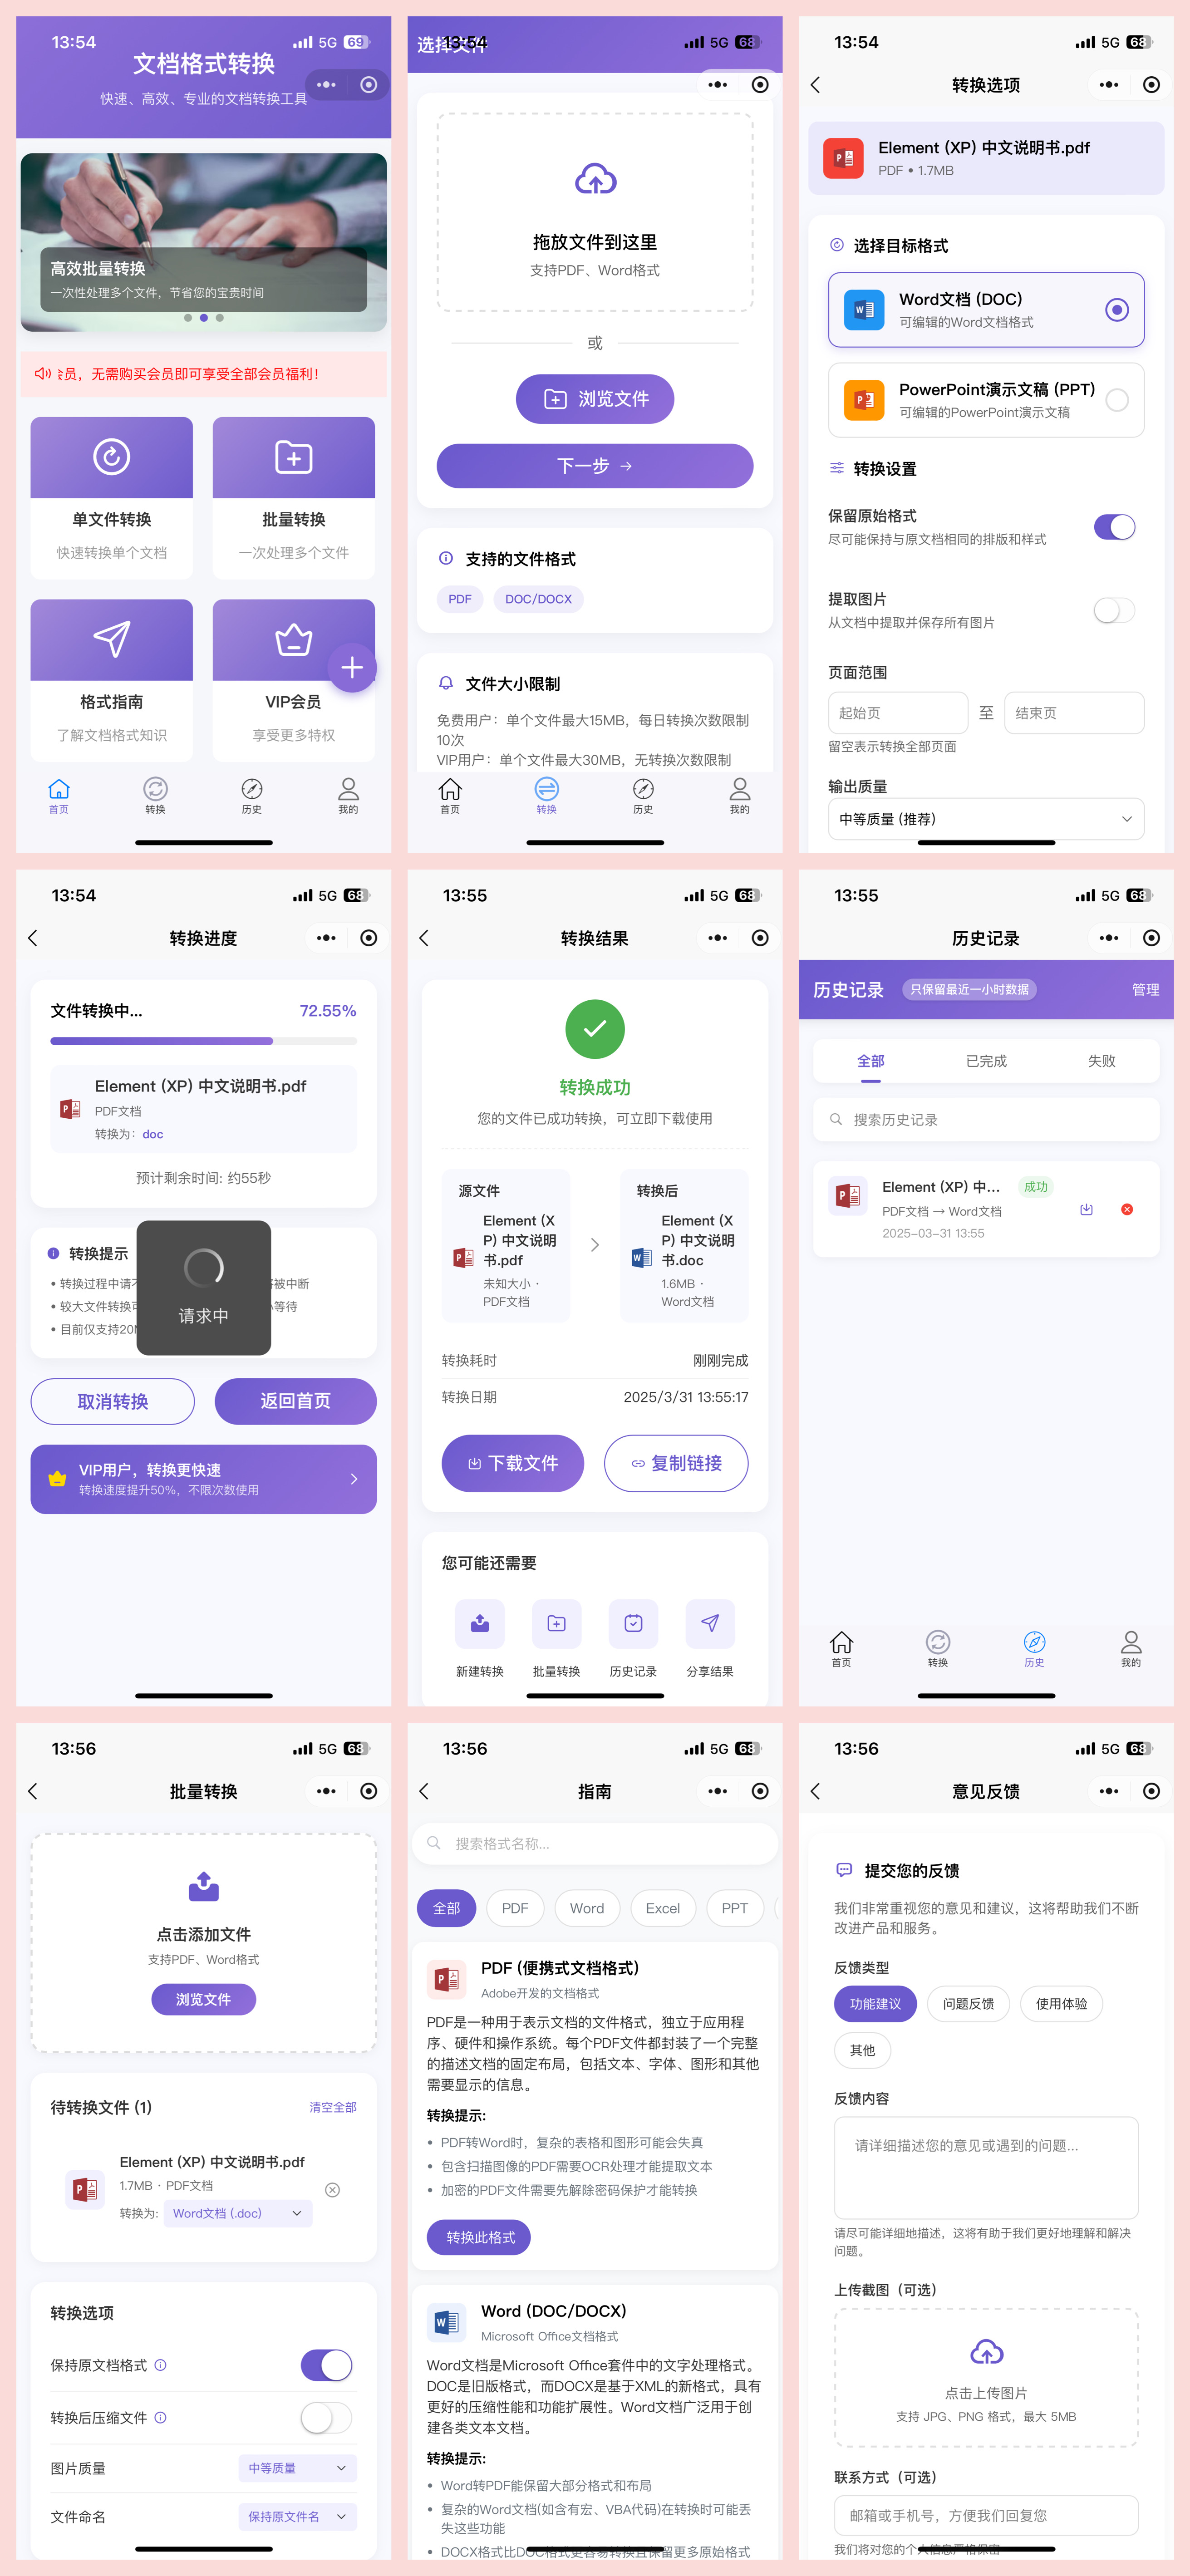 13:54
5G 69
文档格式转换
快速、高效、专业的文档转换工具
高效批量转换
一次性处理多个文件，节省您的宝贵时间
员，无需购买会员即可享受全部会员福利！
单文件转换
快速转换单个文档
批量转换
一次处理多个文件
格式指南
了解文档格式知识
VIP会员
享受更多特权
首页
转换
历史
我的
13:54
5G 68
选择文件
拖放文件到这里
支持PDF、Word格式
或
浏览文件
下一步 →
支持的文件格式
PDF
DOC/DOCX
文件大小限制
免费用户：单个文件最大15MB，每日转换次数限制
10次
VIP用户：单个文件最大30MB，无转换次数限制
首页
转换
历史
我的
13:54
5G 68
转换选项
Element (XP) 中文说明书.pdf
PDF • 1.7MB
选择目标格式
Word文档 (DOC)
可编辑的Word文档格式
PowerPoint演示文稿 (PPT)
可编辑的PowerPoint演示文稿
转换设置
保留原始格式
尽可能保持与原文档相同的排版和样式
提取图片
从文档中提取并保存所有图片
页面范围
起始页
至
结束页
留空表示转换全部页面
输出质量
中等质量 (推荐)
13:54
5G 68
转换进度
文件转换中...
72.55%
Element (XP) 中文说明书.pdf
PDF文档
转换为：doc
预计剩余时间: 约55秒
转换提示
• 转换过程中请不
被中断
• 较大文件转换可
等待
• 目前仅支持20M
请求中
取消转换
返回首页
VIP用户，转换更快速
转换速度提升50%，不限次数使用
13:55
5G 68
转换结果
转换成功
您的文件已成功转换，可立即下载使用
源文件
Element (X
P) 中文说明
书.pdf
未知大小 ·
PDF文档
转换后
Element (X
P) 中文说明
书.doc
1.6MB ·
Word文档
转换耗时
刚刚完成
转换日期
2025/3/31 13:55:17
下载文件
复制链接
您可能还需要
新建转换
批量转换
历史记录
分享结果
13:55
5G 68
历史记录
历史记录
只保留最近一小时数据
管理
全部
已完成
失败
搜索历史记录
Element (XP) 中...
成功
PDF文档 → Word文档
2025-03-31 13:55
首页
转换
历史
我的
13:56
5G 68
批量转换
点击添加文件
支持PDF、Word格式
浏览文件
待转换文件 (1)
清空全部
Element (XP) 中文说明书.pdf
1.7MB · PDF文档
转换为:
Word文档 (.doc)
转换选项
保持原文档格式
转换后压缩文件
图片质量
中等质量
文件命名
保持原文件名
13:56
5G 68
指南
搜索格式名称...
全部
PDF
Word
Excel
PPT
PDF (便携式文档格式)
Adobe开发的文档格式
PDF是一种用于表示文档的文件格式，独立于应用程
序、硬件和操作系统。每个PDF文件都封装了一个完整
的描述文档的固定布局，包括文本、字体、图形和其他
需要显示的信息。
转换提示:
• PDF转Word时，复杂的表格和图形可能会失真
• 包含扫描图像的PDF需要OCR处理才能提取文本
• 加密的PDF文件需要先解除密码保护才能转换
转换此格式
Word (DOC/DOCX)
Microsoft Office文档格式
Word文档是Microsoft Office套件中的文字处理格式。
DOC是旧版格式，而DOCX是基于XML的新格式，具有
更好的压缩性能和功能扩展性。Word文档广泛用于创
建各类文本文档。
转换提示:
• Word转PDF能保留大部分格式和布局
• 复杂的Word文档(如含有宏、VBA代码)在转换时可能丢
失这些功能
• DOCX格式比DOC格式更容易转换且保留更多原始格式
13:56
5G 68
意见反馈
提交您的反馈
我们非常重视您的意见和建议，这将帮助我们不断
改进产品和服务。
反馈类型
功能建议
问题反馈
使用体验
其他
反馈内容
请详细描述您的意见或遇到的问题...
请尽可能详细地描述，这将有助于我们更好地理解和解决
问题。
上传截图（可选）
点击上传图片
支持 JPG、PNG 格式，最大 5MB
联系方式（可选）
邮箱或手机号，方便我们回复您
我们将对您的个人信息严格保密